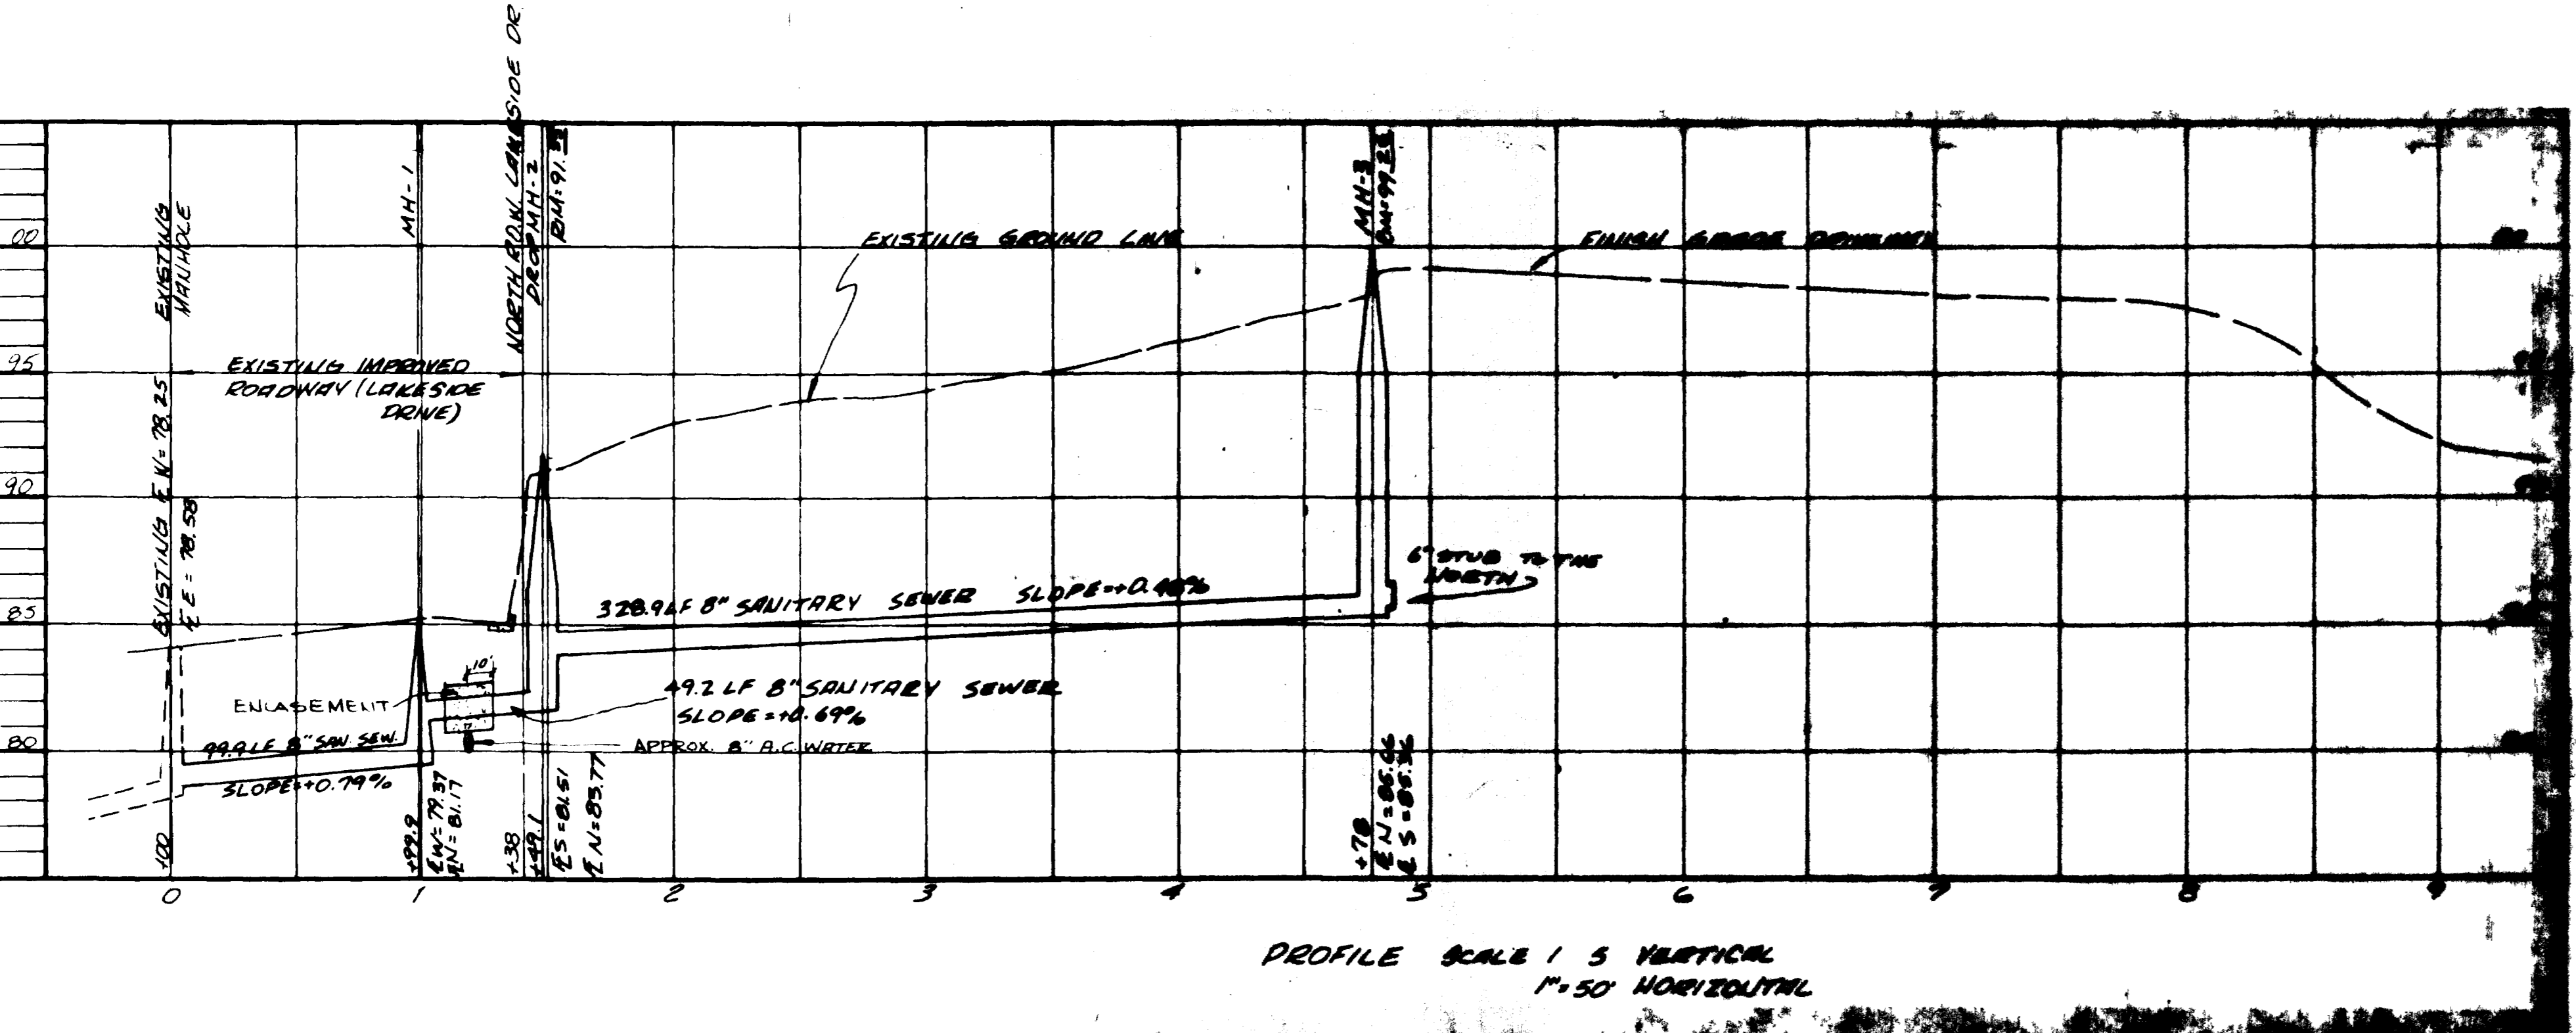 NORTH R.O.W. LAKESIDE DR.
EXISTING
MANHOLE
MH-1
DROP MH-2
MH-3
00
EXISTING GROUND LINE
FINISH GRADE
95
EXISTING IMPROVED
ROADWAY (LAKESIDE
DRIVE)
EXISTING ⅊ W = 78.25
⅊ E = 78.58
90
6" STUB TO THE
NORTH
85
328.9 LF 8" SANITARY SEWER SLOPE=+0.48%
10'
ENCASEMENT
49.2 LF 8" SANITARY SEWER
SLOPE=+0.69%
80
99.9 LF 8" SAN. SEW.
APPROX. 8" A.C. WATER
SLOPE=+0.79%
+00
+99.9
W=79.37
N=81.17
+38
+49.1
S=81.51
N=83.77
+78
0 1 2 3 4 5 6 7 8 9
PROFILE SCALE 1 5 VERTICAL
1"=50' HORIZONTAL